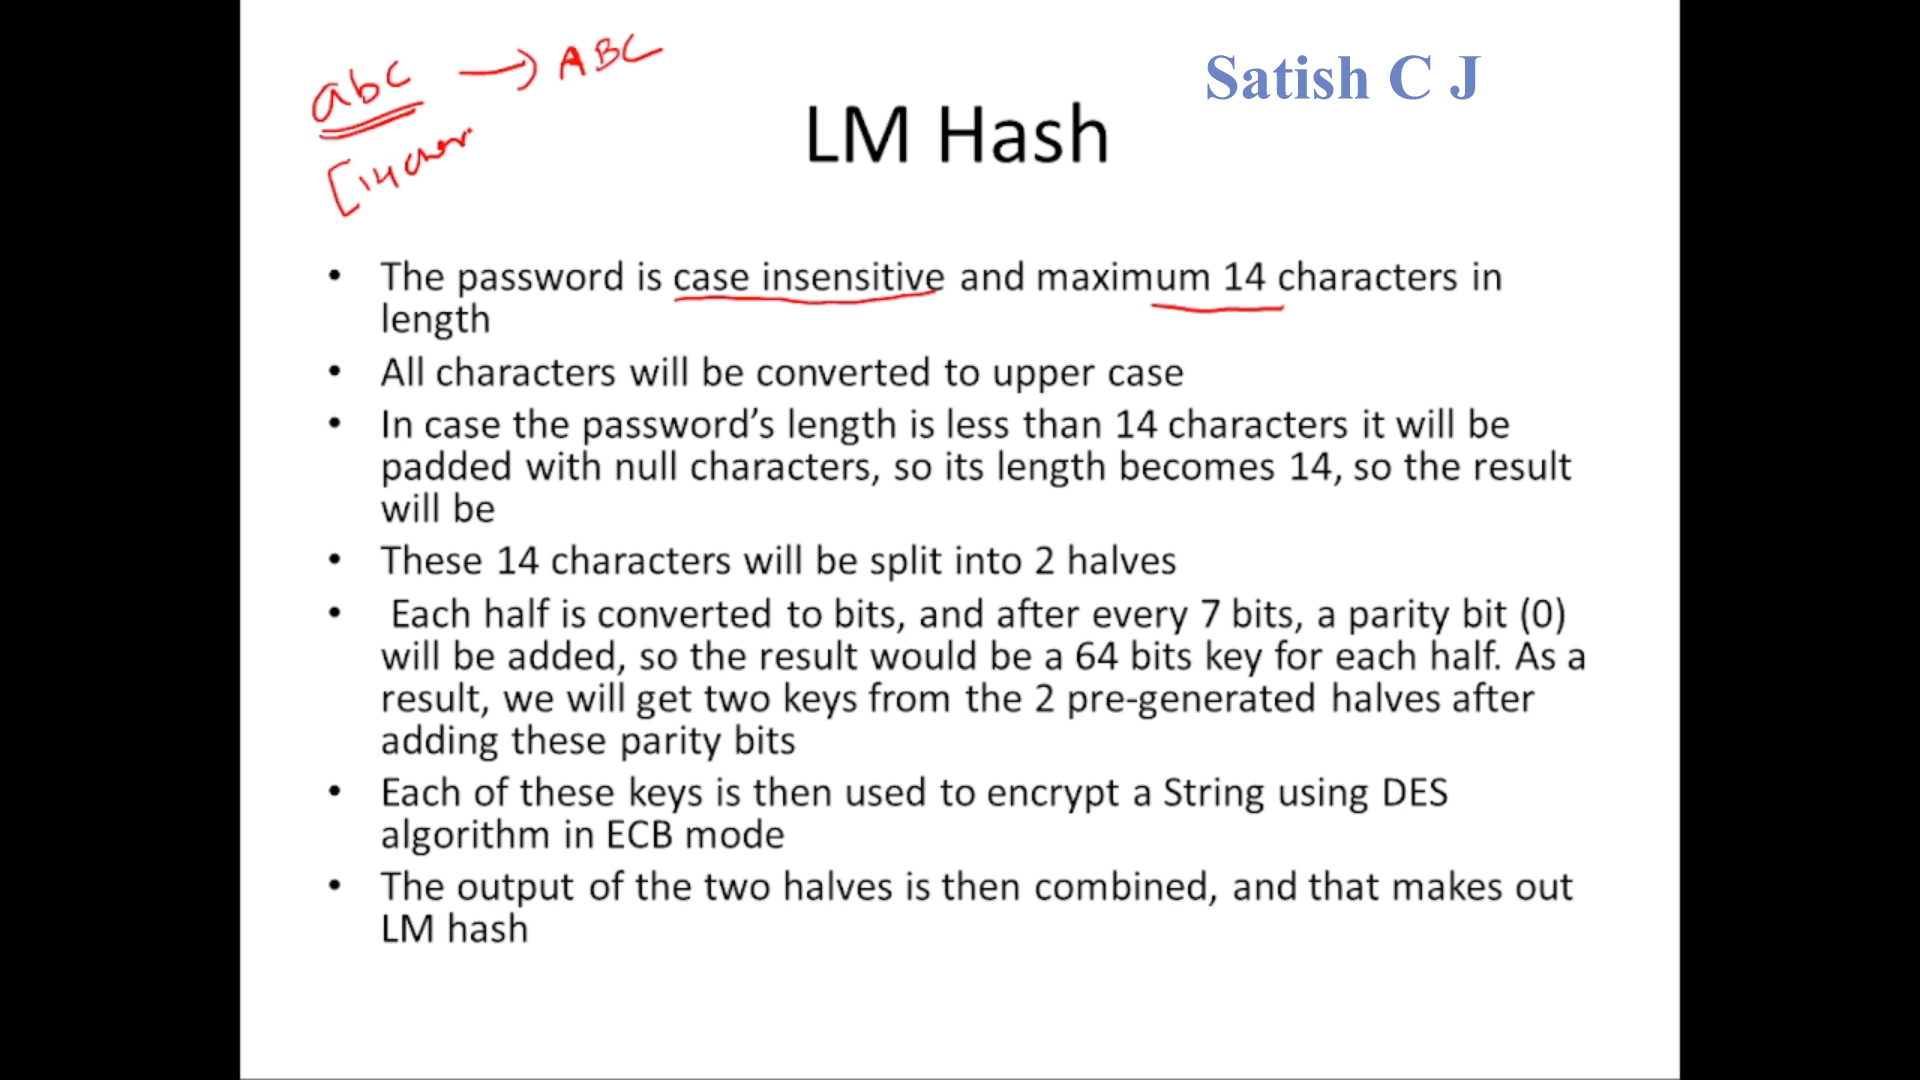 abc → ABC
[14 char
Satish C J
LM Hash
• The password is case insensitive and maximum 14 characters in
length
• All characters will be converted to upper case
• In case the password’s length is less than 14 characters it will be
padded with null characters, so its length becomes 14, so the result
will be
• These 14 characters will be split into 2 halves
• Each half is converted to bits, and after every 7 bits, a parity bit (0)
will be added, so the result would be a 64 bits key for each half. As a
result, we will get two keys from the 2 pre-generated halves after
adding these parity bits
• Each of these keys is then used to encrypt a String using DES
algorithm in ECB mode
• The output of the two halves is then combined, and that makes out
LM hash